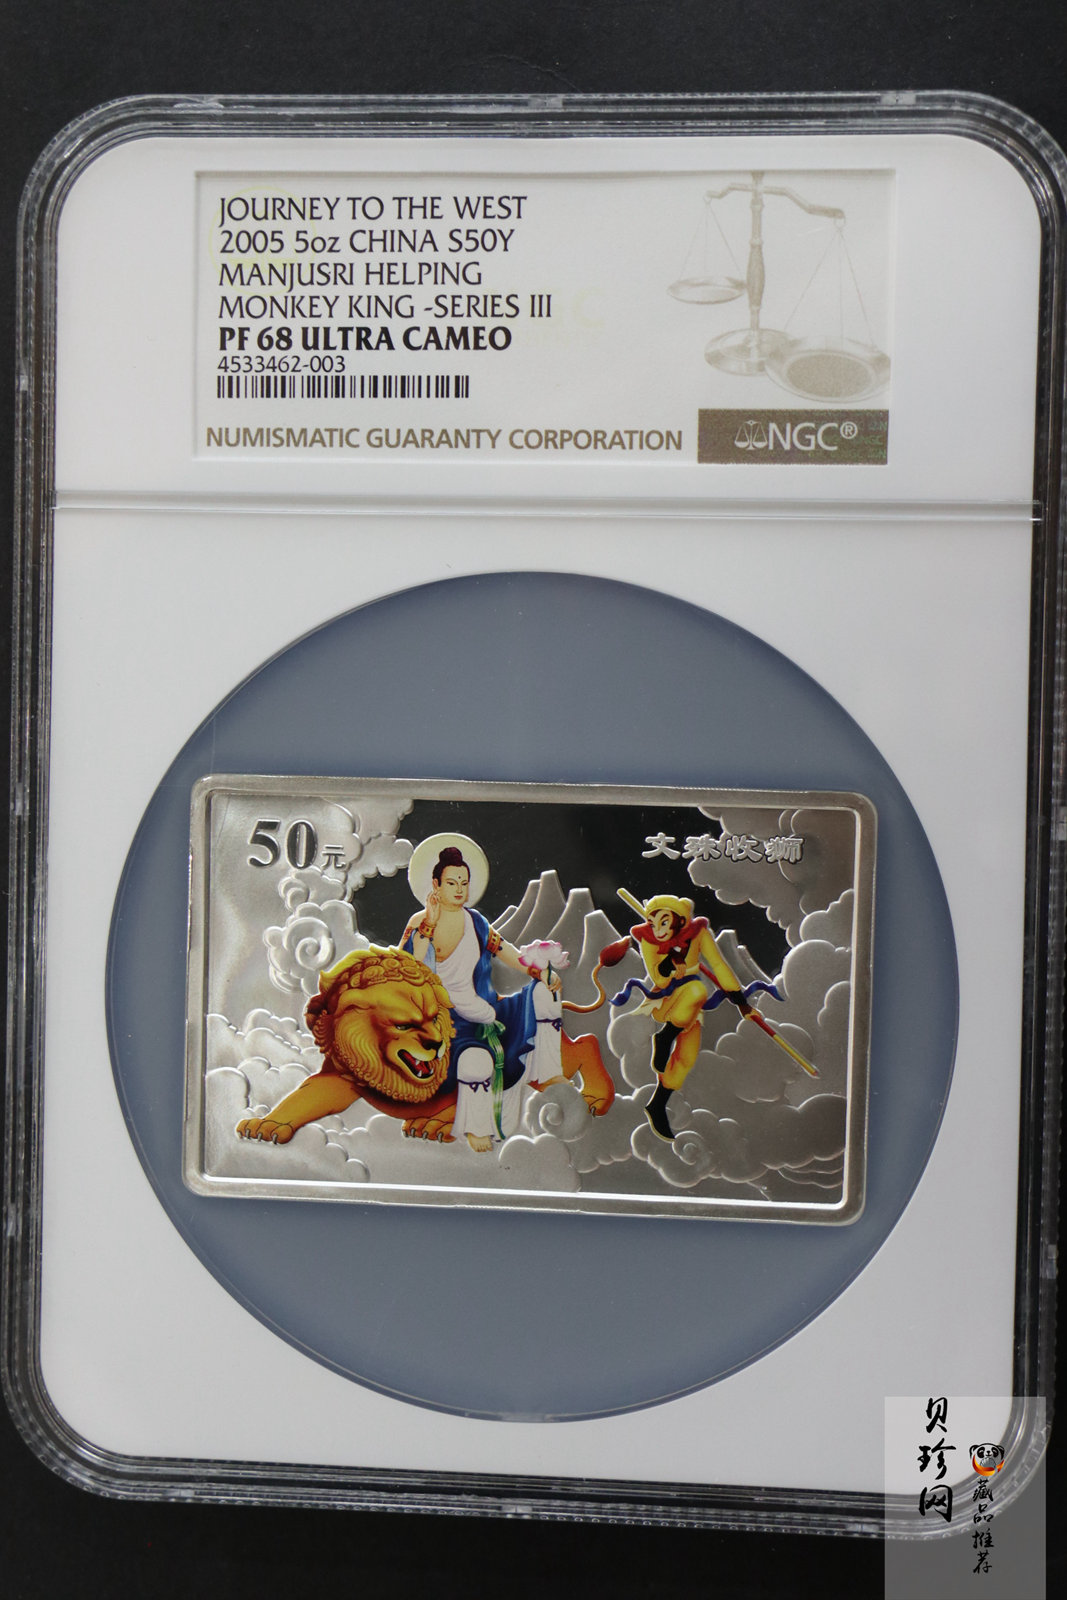 JOURNEY TO THE WEST
2005 5oz CHINA S50Y
MANJUSRI HELPING
MONKEY KING -SERIES III
PF 68 ULTRA CAMEO
4533462-003
NUMISMATIC GUARANTY CORPORATION
NGC®
50元
文殊收狮
贝珍网
藏品推荐